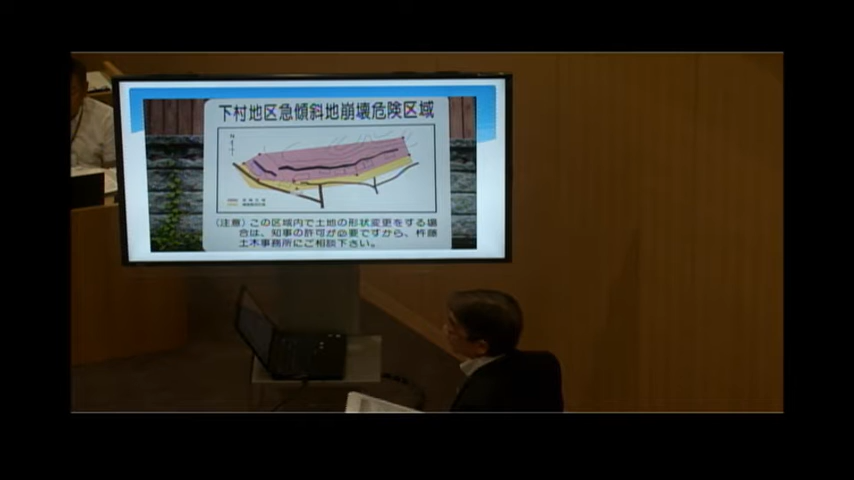 下村地区急傾斜地崩壊危険区域
N
(注意)この区域内で土地の形状変更をする場
合は、知事の許可が必要ですから、杵藤
土木事務所にご相談下さい。